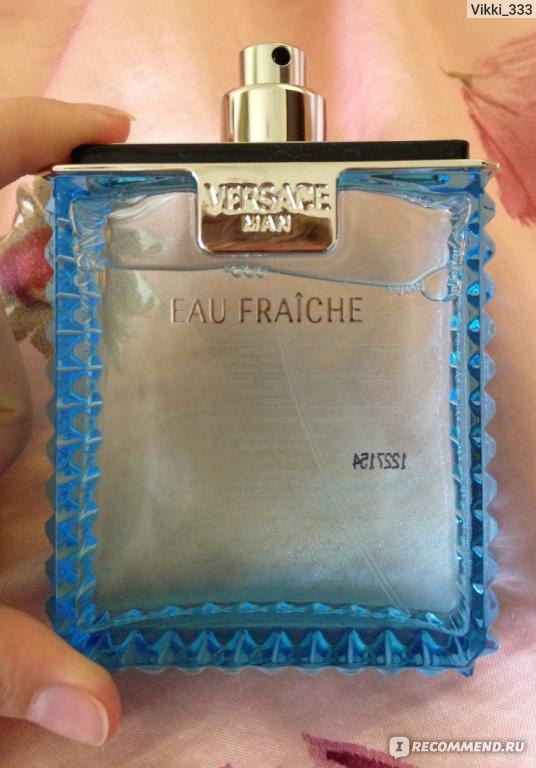 Vikki_333
VERSACE
MAN
EAU FRAÎCHE
1227154
I RECOMMEND.RU